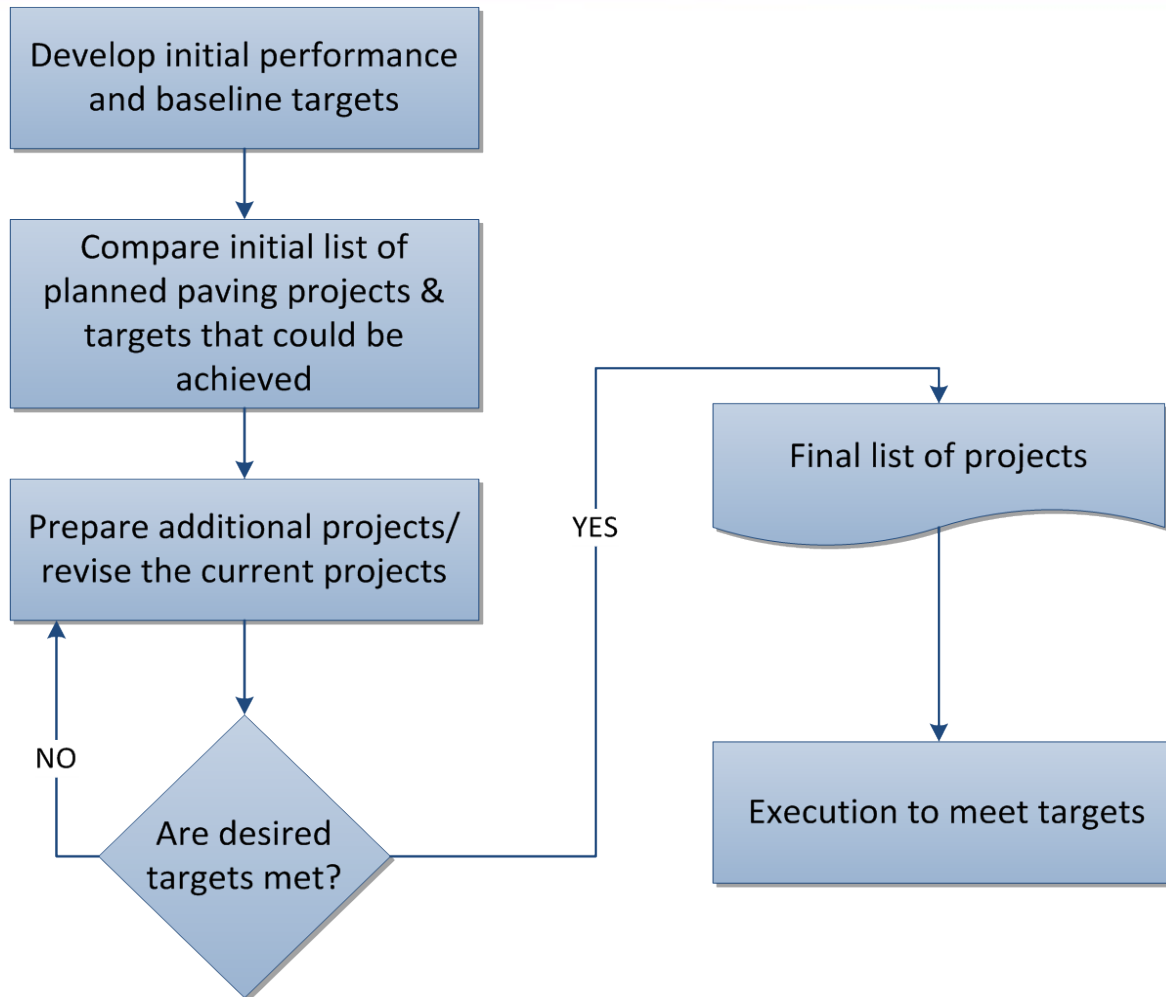 Develop initial performance
and baseline targets
Compare initial list of
planned paving projects &
targets that could be
achieved
Prepare additional projects/
revise the current projects
NO
Are desired
targets met?
YES
Final list of projects
Execution to meet targets